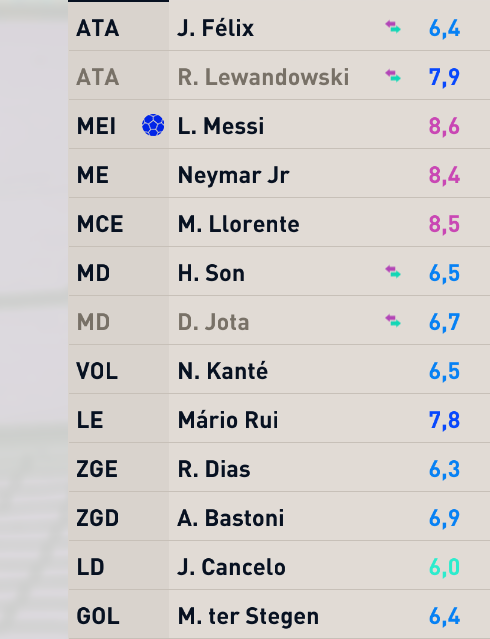 ATA J. Félix 6,4
ATA R. Lewandowski 7,9
MEI L. Messi 8,6
ME Neymar Jr 8,4
MCE M. Llorente 8,5
MD H. Son 6,5
MD D. Jota 6,7
VOL N. Kanté 6,5
LE Mário Rui 7,8
ZGE R. Dias 6,3
ZGD A. Bastoni 6,9
LD J. Cancelo 6,0
GOL M. ter Stegen 6,4